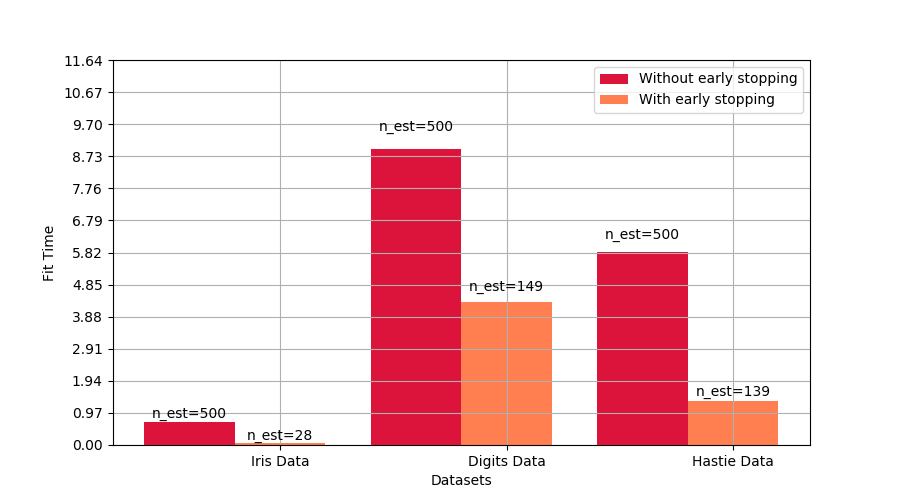 11.64
10.67
9.70
8.73
7.76
6.79
5.82
4.85
3.88
2.91
1.94
0.97
0.00
Fit Time
Without early stopping
With early stopping
n_est=500
n_est=28
n_est=500
n_est=149
n_est=500
n_est=139
Iris Data
Digits Data
Hastie Data
Datasets